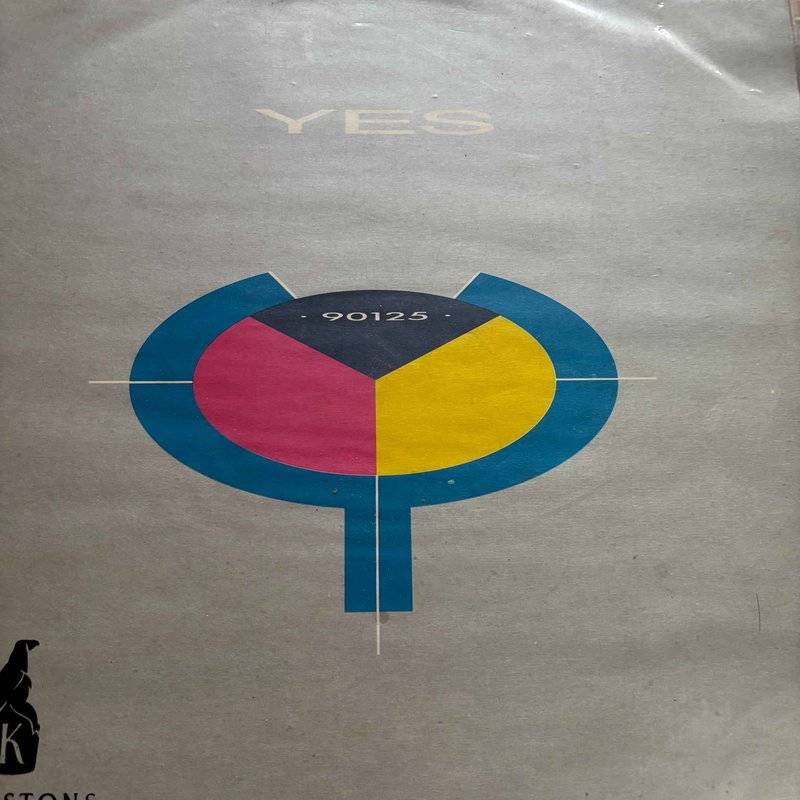 YES
· 90125 ·
K
STONS